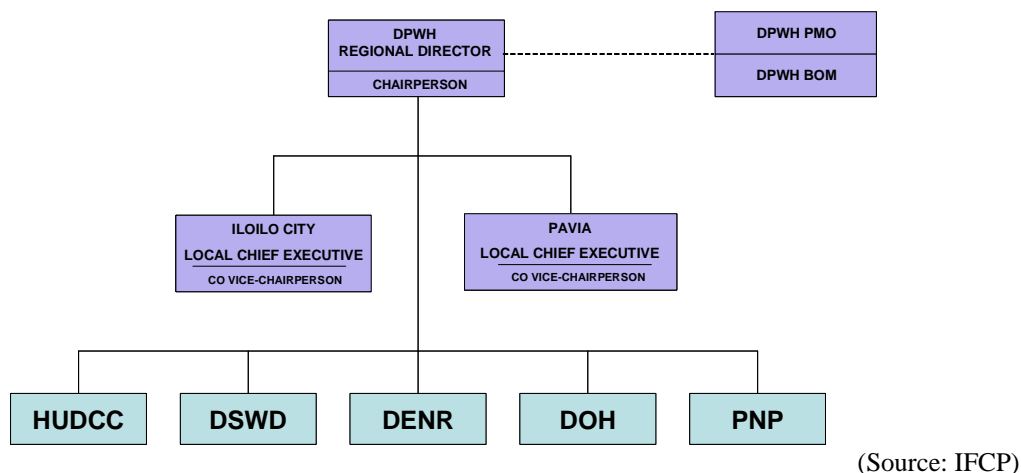 DPWH
REGIONAL DIRECTOR
CHAIRPERSON
DPWH PMO
DPWH BOM
ILOILO CITY
LOCAL CHIEF EXECUTIVE
CO VICE-CHAIRPERSON
PAVIA
LOCAL CHIEF EXECUTIVE
CO VICE-CHAIRPERSON
HUDCC
DSWD
DENR
DOH
PNP
(Source: IFCP)